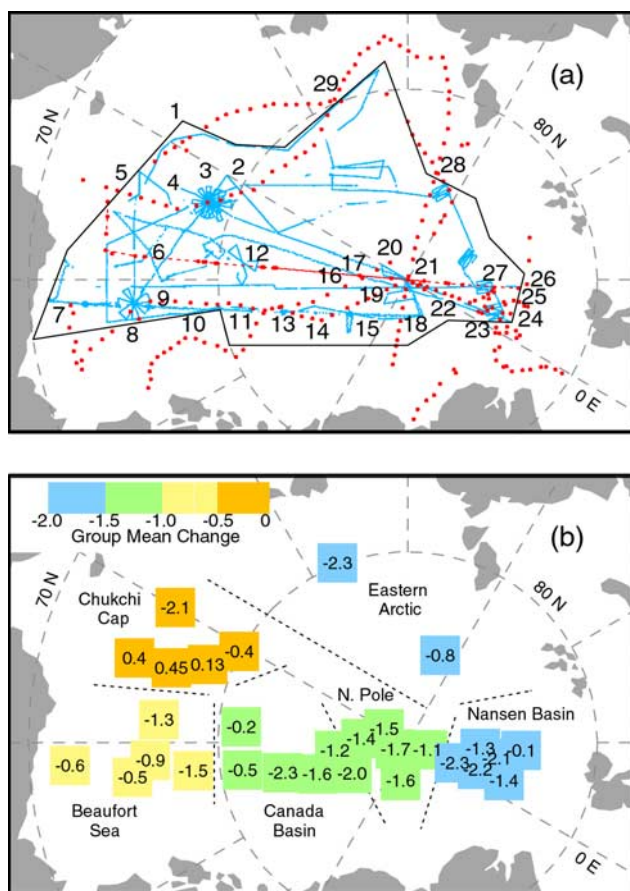 (a)
29
1
70 N
80 N
5
4
3
2
28
6
12
17
20
16
21
27
26
7
9
19
25
22
8
10
11
13
14
15
18
23
24
0 E
-2.0 -1.5 -1.0 -0.5 0
Group Mean Change
(b)
70 N
80 N
-2.3
Eastern
Arctic
Chukchi
Cap
-2.1
0.4
0.45
0.13
-0.4
-0.8
N. Pole
Nansen Basin
-1.3
-0.2
-1.5
-1.4
-1.2
-1.7
-1.1
-1.3
-0.1
-2.1
-2.3
-2.2
-1.4
-0.6
-0.9
-0.5
-1.5
-0.5
-2.3
-1.6
-2.0
-1.6
Beaufort
Sea
Canada
Basin
0 E